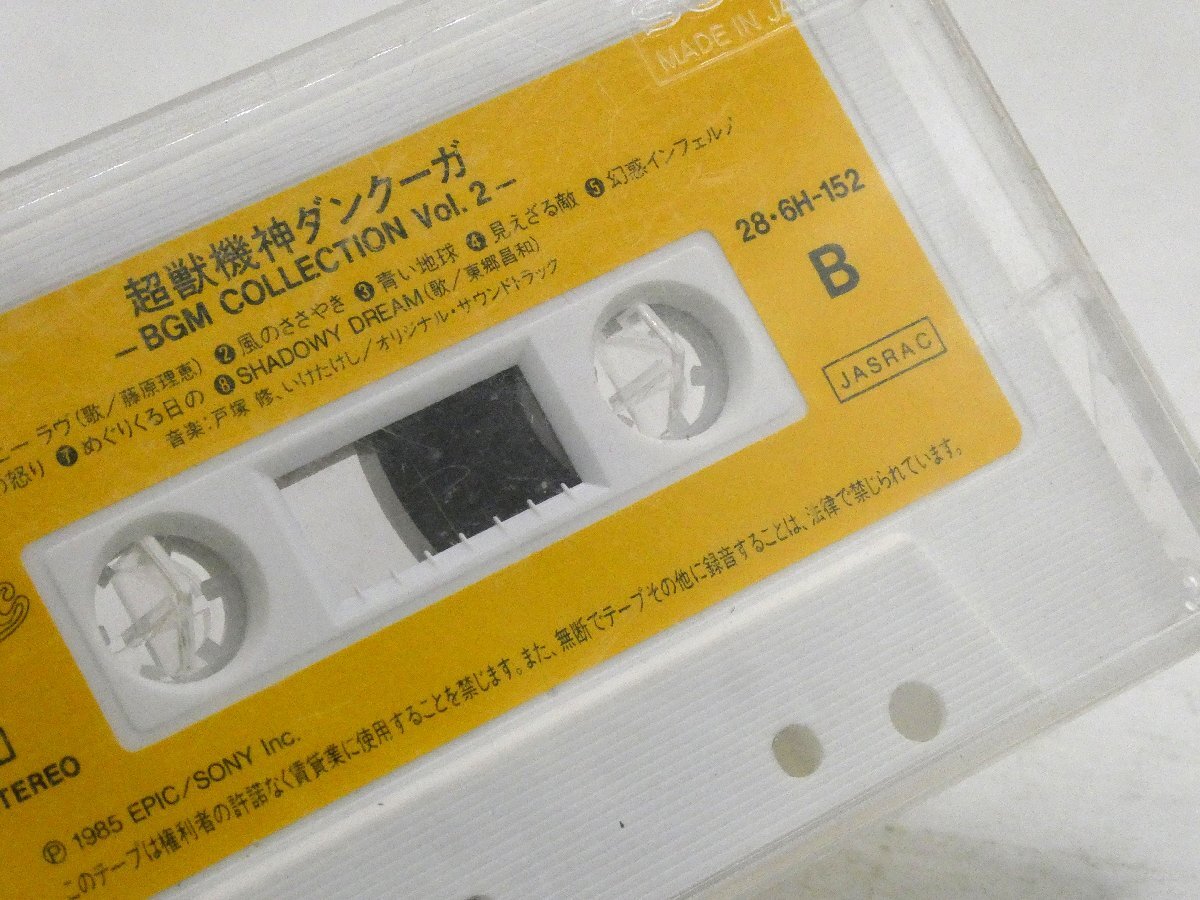 MADE IN JA
超獣機神ダンクーガ
－BGM COLLECTION Vol. 2－
ビー ラヴ(歌／藤原理恵) ❷風のささやき ❸青い地球 ❹見えざる敵 ❺幻惑インフェルノ
の怒り ❼めぐりくる日の ❽SHADOWY DREAM(歌／東郷昌和)
音楽:戸塚 修、いけたけし／オリジナル・サウンドトラック
28・6H-152
B
JASRAC
TEREO
Ⓟ 1985 EPIC/SONY Inc.
このテープは権利者の許諾なく賃貸業に使用することを禁じます。また、無断でテープその他に録音することは、法律で禁じられています。